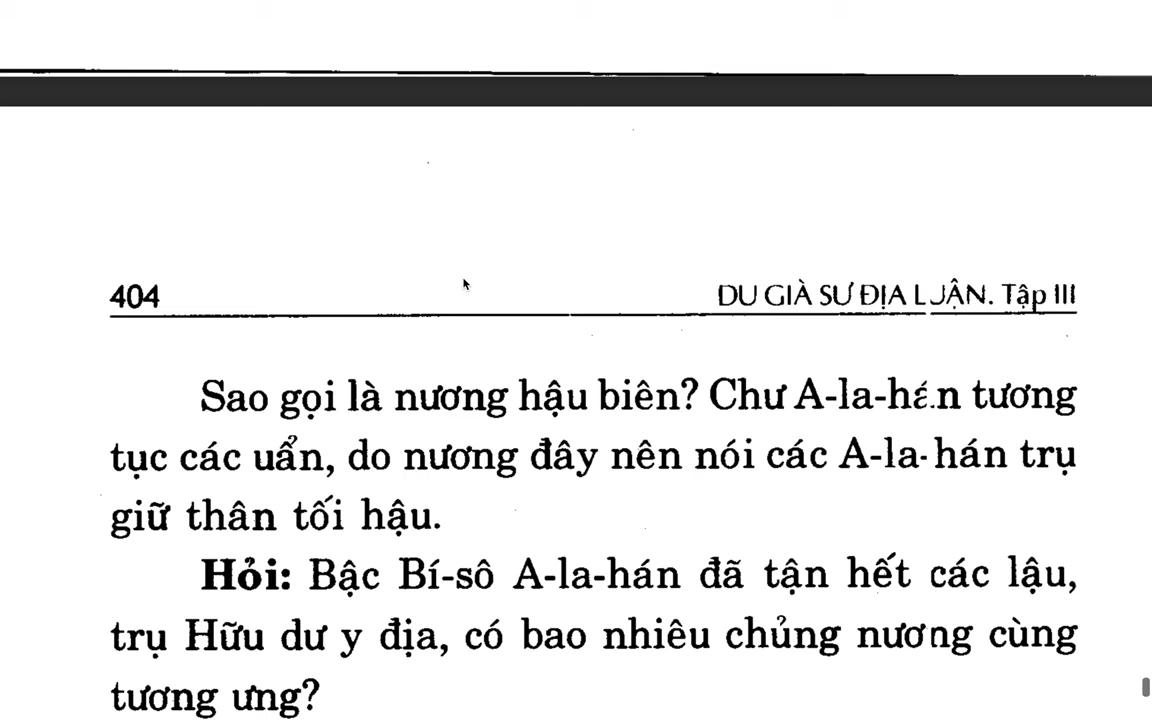 404
DU GIÀ SƯ ĐỊA LUẬN. Tập III
Sao gọi là nương hậu biên? Chư A-la-hán tương
tục các uẩn, do nương đây nên nói các A-la-hán trụ
giữ thân tối hậu.
Hỏi: Bậc Bí-sô A-la-hán đã tận hết các lậu,
trụ Hữu dư y địa, có bao nhiêu chủng nương cùng
tương ưng?